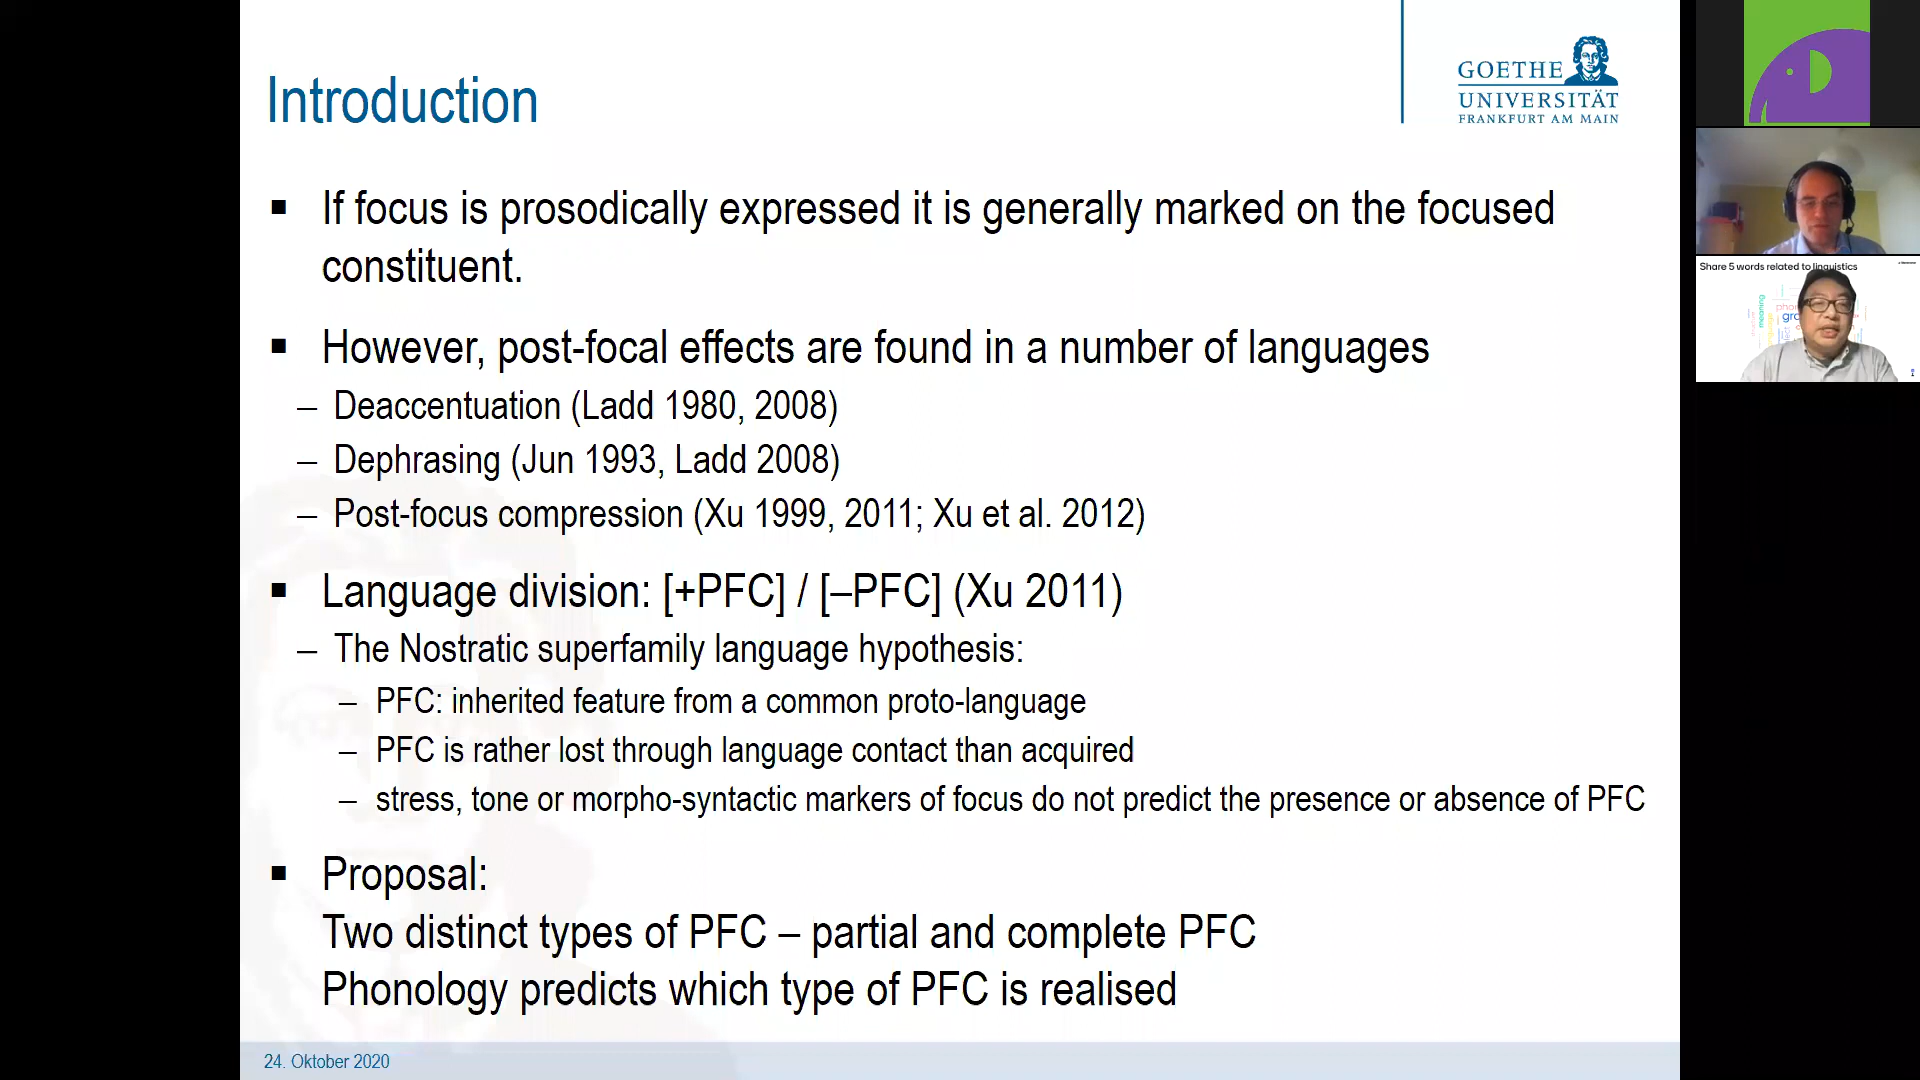 Introduction
GOETHE
UNIVERSITÄT
FRANKFURT AM MAIN
▪ If focus is prosodically expressed it is generally marked on the focused
constituent.
▪ However, post-focal effects are found in a number of languages
– Deaccentuation (Ladd 1980, 2008)
– Dephrasing (Jun 1993, Ladd 2008)
– Post-focus compression (Xu 1999, 2011; Xu et al. 2012)
▪ Language division: [+PFC] / [–PFC] (Xu 2011)
– The Nostratic superfamily language hypothesis:
– PFC: inherited feature from a common proto-language
– PFC is rather lost through language contact than acquired
– stress, tone or morpho-syntactic markers of focus do not predict the presence or absence of PFC
▪ Proposal:
Two distinct types of PFC – partial and complete PFC
Phonology predicts which type of PFC is realised
24. Oktober 2020
Share 5 words related to linguistics
meaning